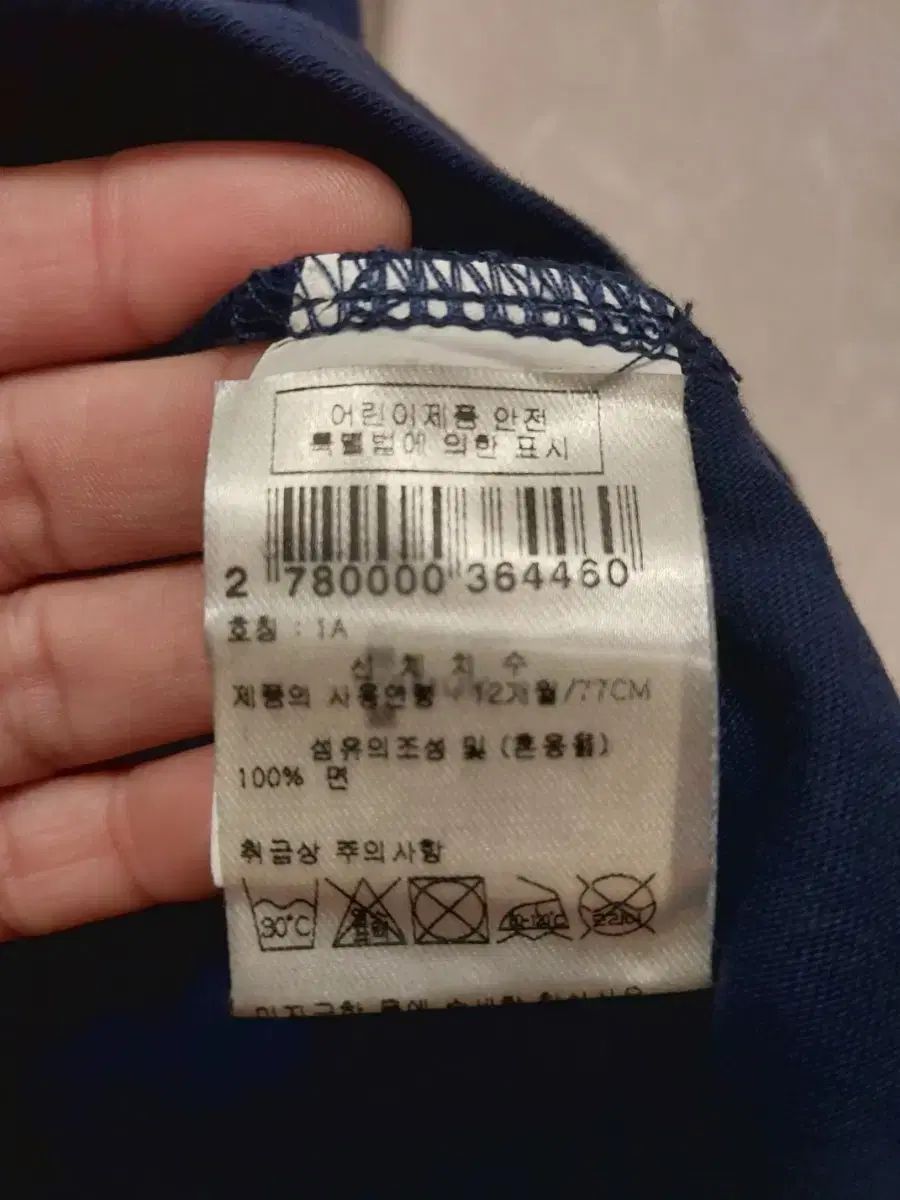 어린이제품 안전
특별법에 의한 표시
2 780000 364460
호칭 : 1A
신 체 치 수
제품의 사용연령 12개월/77CM
섬유의조성 및 (혼용율)
100% 면
취급상 주의사항
30℃